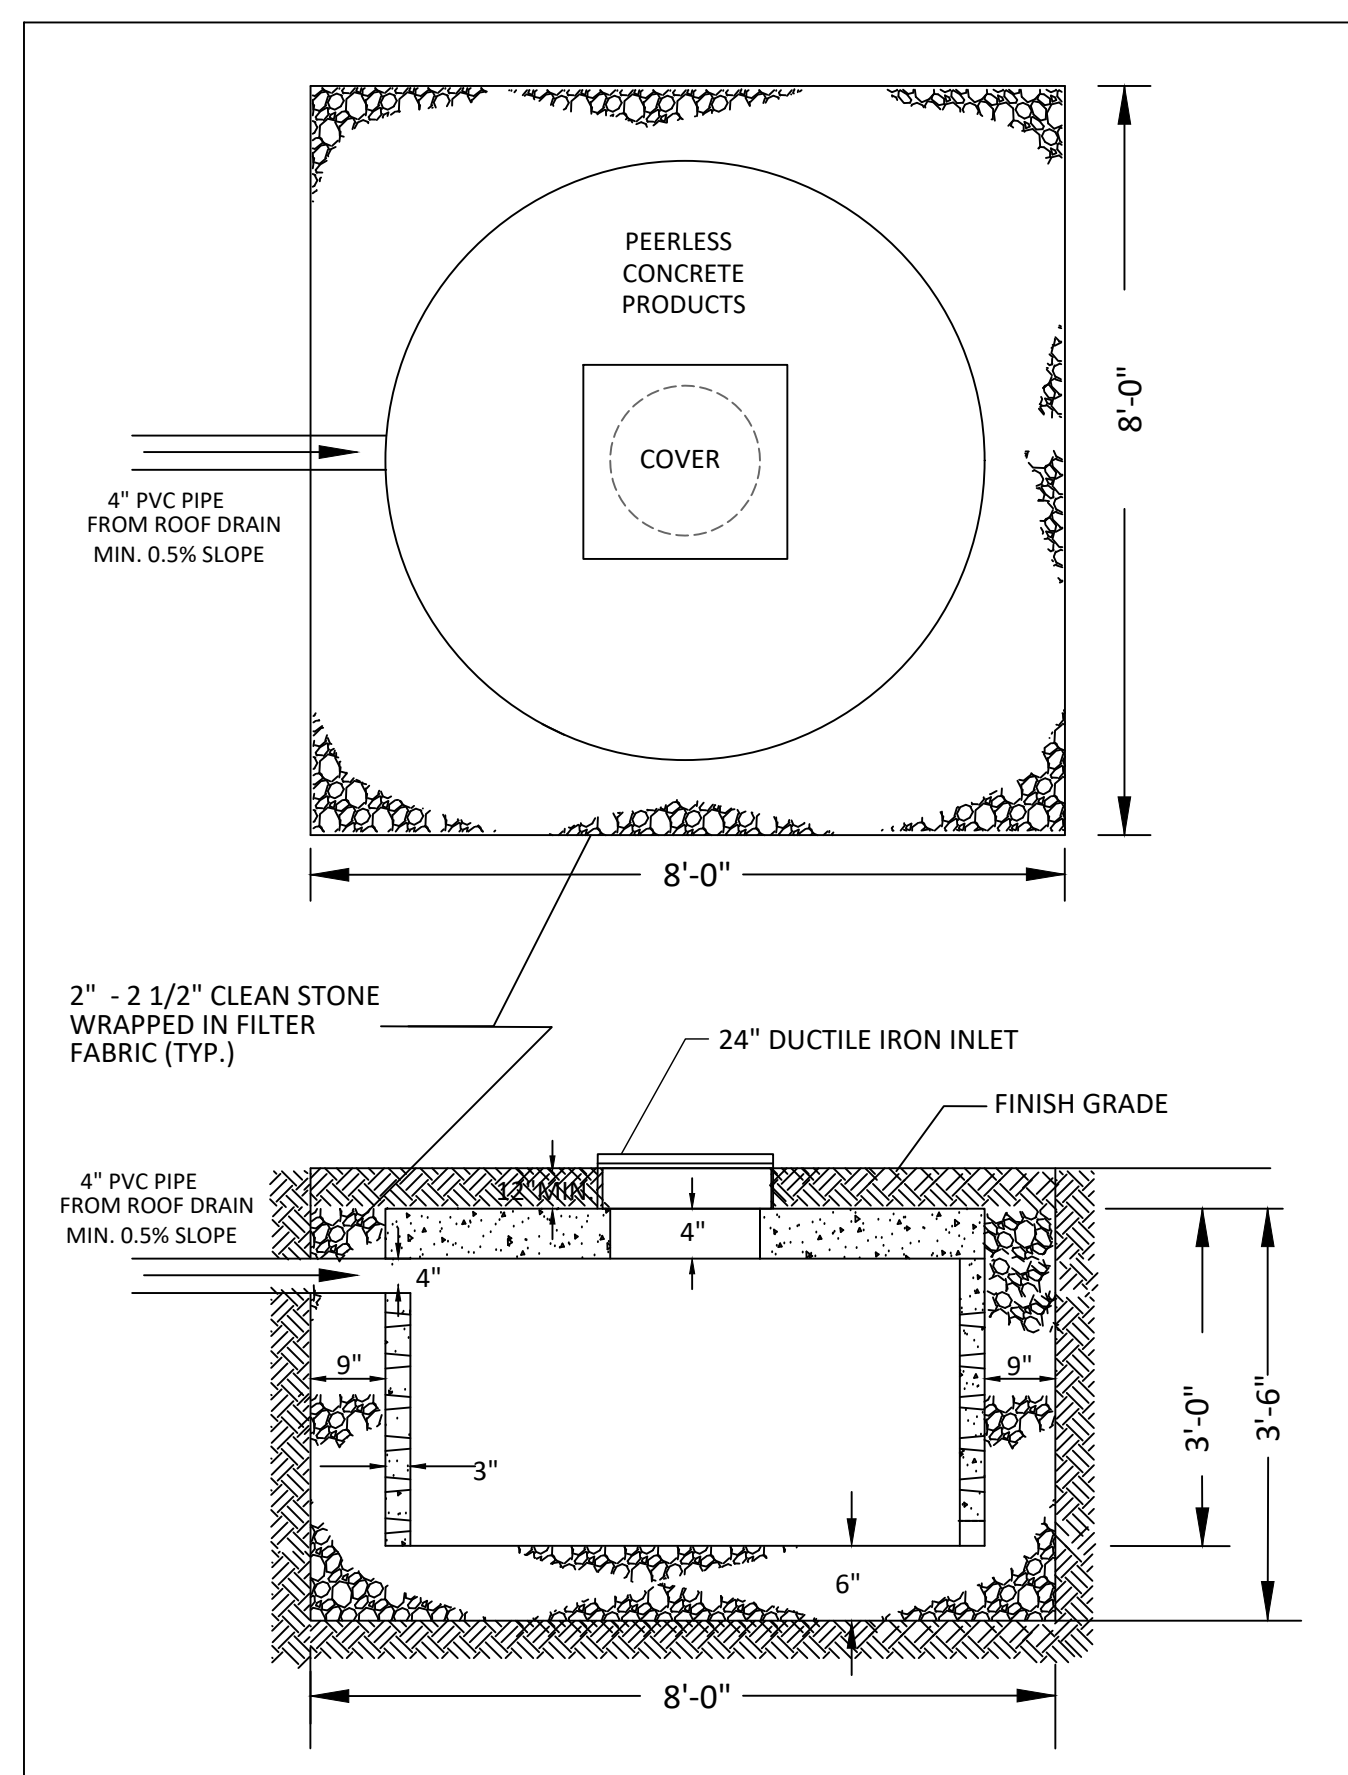 PEERLESS
CONCRETE
PRODUCTS
COVER
8'-0"
4" PVC PIPE
FROM ROOF DRAIN
MIN. 0.5% SLOPE
8'-0"
2" - 2 1/2" CLEAN STONE
WRAPPED IN FILTER
FABRIC (TYP.)
24" DUCTILE IRON INLET
FINISH GRADE
4" PVC PIPE
FROM ROOF DRAIN
MIN. 0.5% SLOPE
12"MIN
4"
4"
9"
9"
3"
3'-0"
3'-6"
6"
8'-0"